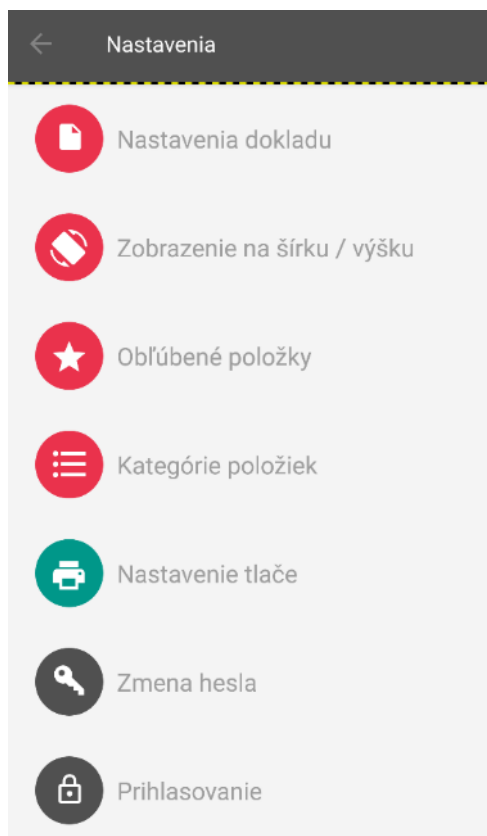 Nastavenia
Nastavenia dokladu
Zobrazenie na šírku / výšku
Obľúbené položky
Kategórie položiek
Nastavenie tlače
Zmena hesla
Prihlasovanie